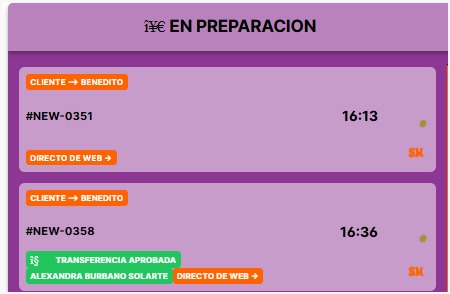 EN PREPARACION
CLIENTE → BENEDITO
#NEW-0351
16:13
DIRECTO DE WEB →
SM
CLIENTE → BENEDITO
#NEW-0358
16:36
TRANSFERENCIA APROBADA
ALEXANDRA BURBANO SOLARTE DIRECTO DE WEB →
SM